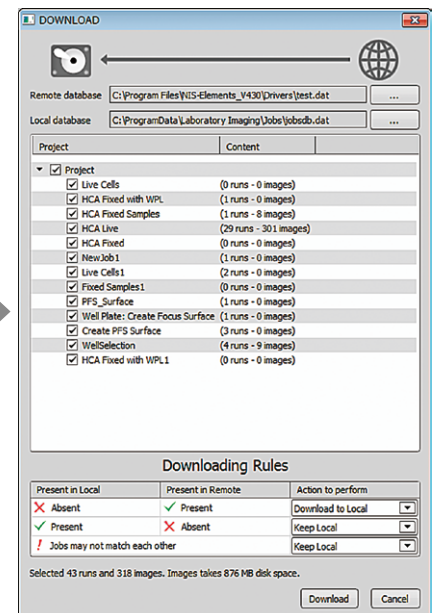 DOWNLOAD
Remote database C:\Program Files\NIS-Elements_V430\Drivers\test.dat ...
Local database C:\ProgramData\Laboratory Imaging\Jobs\jobsdb.dat ...
Project Content
Project
Live Cells (0 runs - 0 images)
HCA Fixed with WPL (1 runs - 0 images)
HCA Fixed Samples (1 runs - 8 images)
HCA Live (29 runs - 301 images)
HCA Fixed (0 runs - 0 images)
NewJob1 (1 runs - 0 images)
Live Cells1 (2 runs - 0 images)
Fixed Samples1 (0 runs - 0 images)
PFS_Surface (1 runs - 0 images)
Well Plate: Create Focus Surface (1 runs - 0 images)
Create PFS Surface (3 runs - 0 images)
WellSelection (4 runs - 9 images)
HCA Fixed with WPL1 (0 runs - 0 images)
Downloading Rules
Present in Local Present in Remote Action to perform
Absent Present Download to Local
Present Absent Keep Local
! Jobs may not match each other Keep Local
Selected 43 runs and 318 images. Images takes 876 MB disk space.
Download Cancel